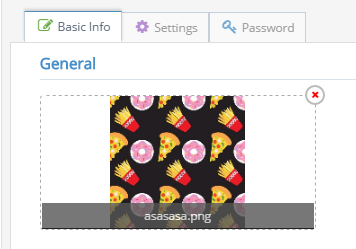 Basic Info
Settings
Password
General
asasasa.png